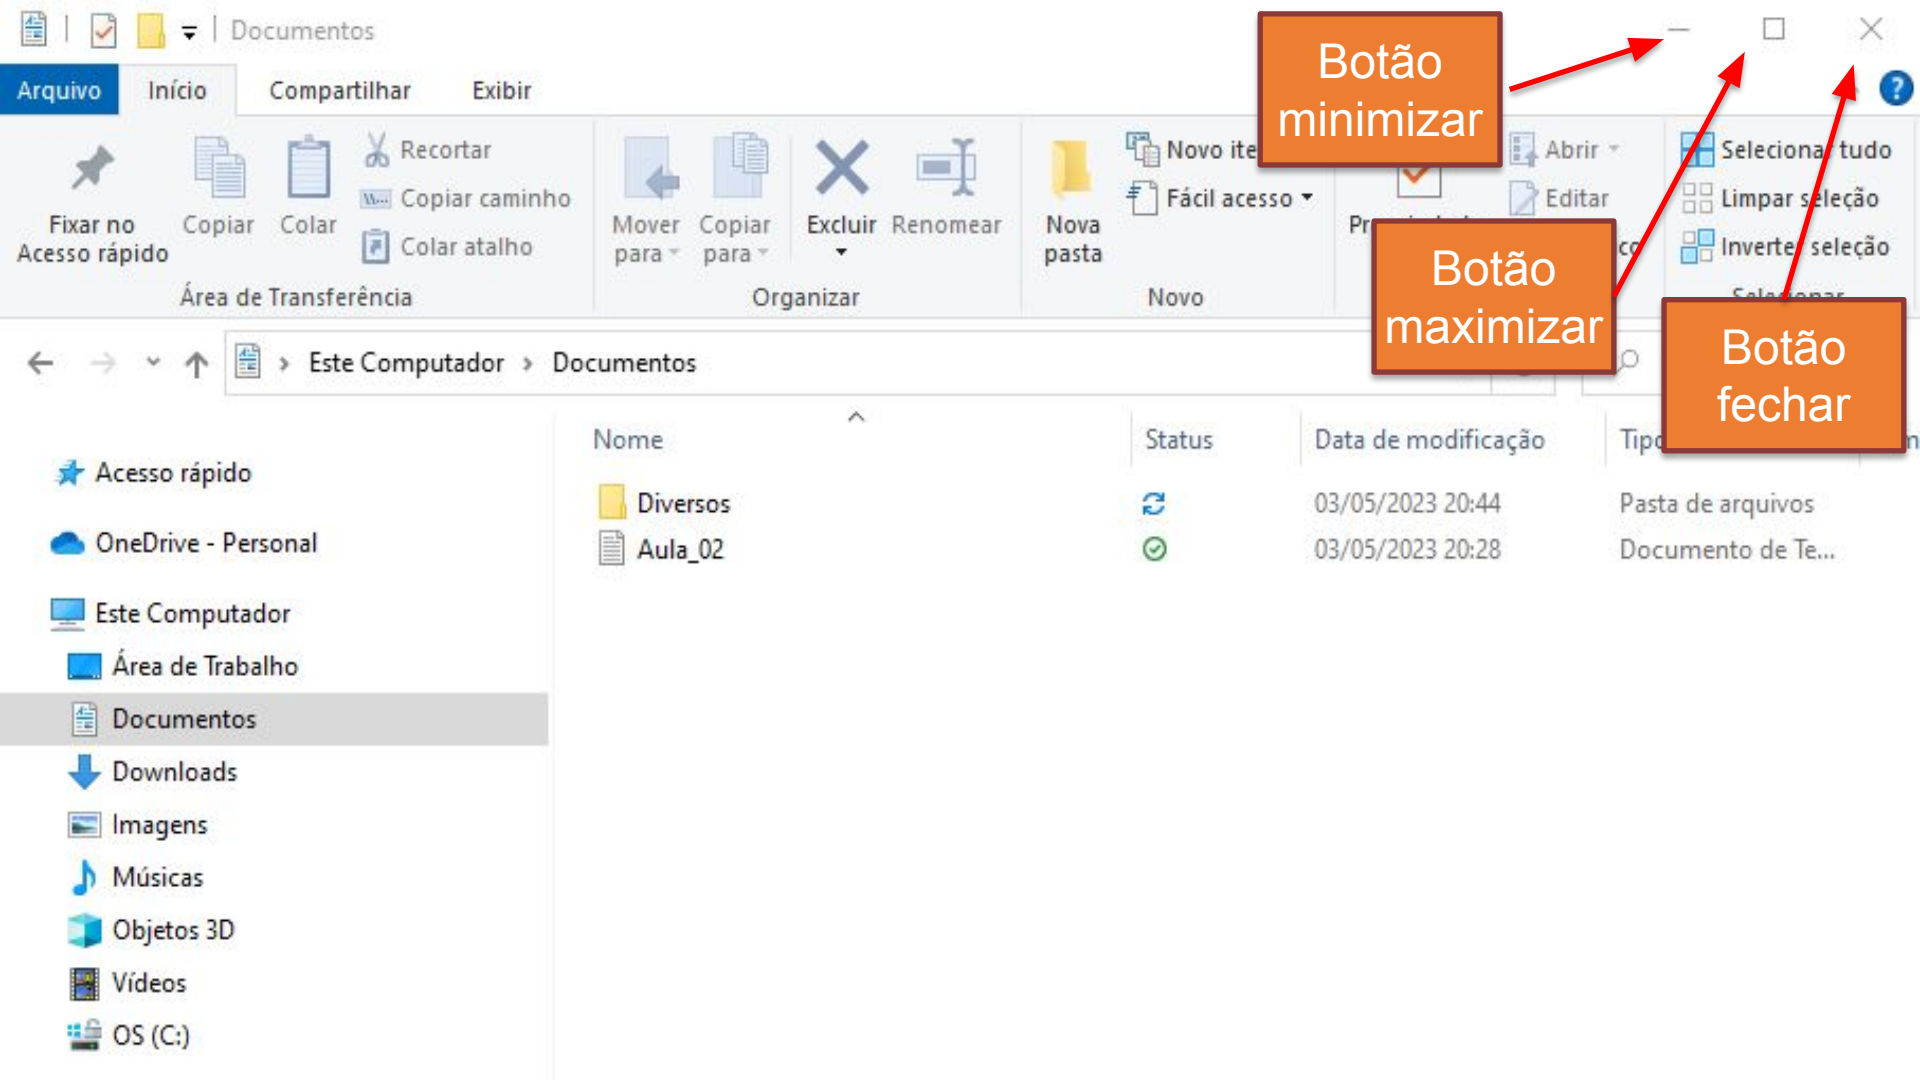 Documentos
Arquivo Início Compartilhar Exibir
Botão
minimizar
Fixar no
Acesso rápido
Copiar
Colar
Recortar
Copiar caminho
Colar atalho
Área de Transferência
Mover
para
Copiar
para
Excluir
Renomear
Organizar
Nova
pasta
Novo
Fácil acesso
Novo
Abrir
Editar
Selecionar tudo
Limpar seleção
Inverter seleção
Selecionar
Botão
maximizar
Botão
fechar
Este Computador Documentos
Nome Status Data de modificação
Acesso rápido
OneDrive - Personal
Este Computador
Área de Trabalho
Documentos
Downloads
Imagens
Músicas
Objetos 3D
Vídeos
OS (C:)
Diversos 03/05/2023 20:44 Pasta de arquivos
Aula_02 03/05/2023 20:28 Documento de Te...